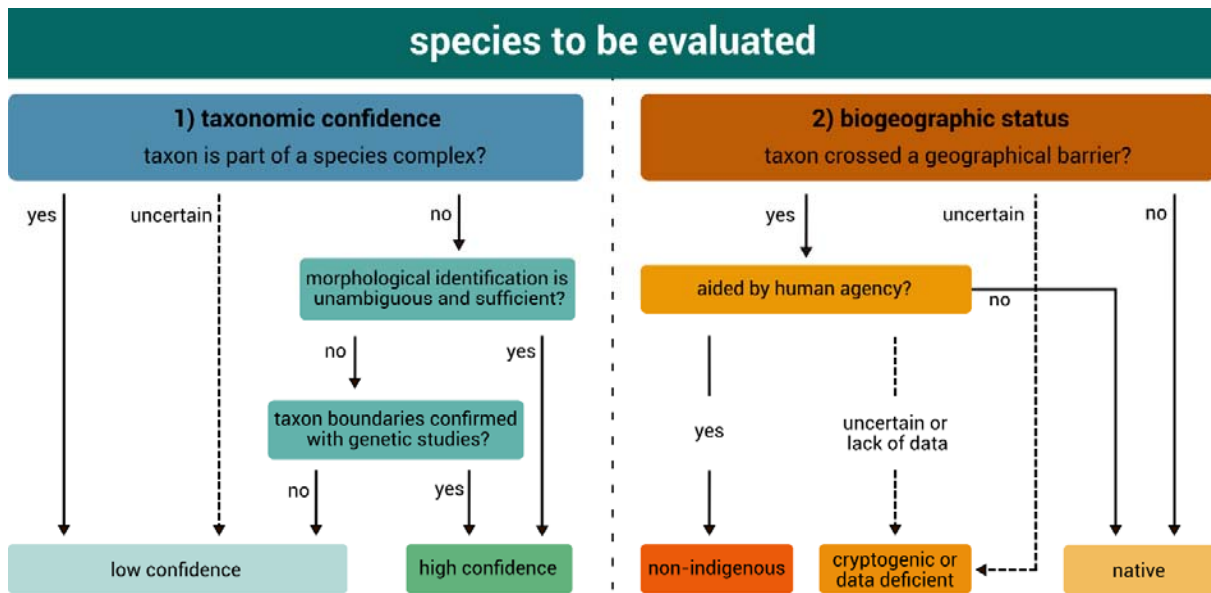 species to be evaluated
1) taxonomic confidence
taxon is part of a species complex?
yes
uncertain
no
morphological identification is
unambiguous and sufficient?
no
yes
taxon boundaries confirmed
with genetic studies?
no
yes
low confidence
high confidence
2) biogeographic status
taxon crossed a geographical barrier?
yes
uncertain
no
aided by human agency?
no
yes
uncertain or
lack of data
non-indigenous
cryptogenic or
data deficient
native